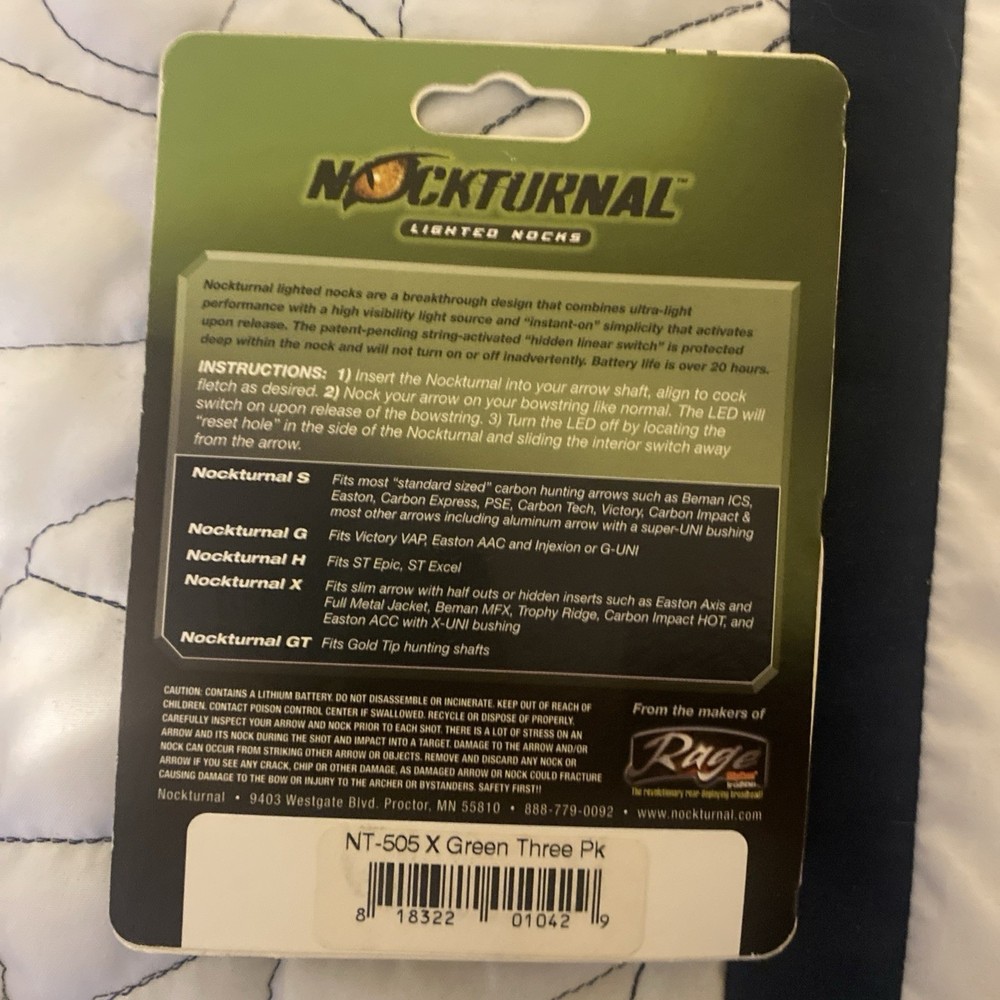 NOCKTURNAL™
LIGHTED NOCKS
Nockturnal lighted nocks are a breakthrough design that combines ultra-light
performance with a high visibility light source and "instant-on" simplicity that activates
upon release. The patent-pending string-activated "hidden linear switch" is protected
deep within the nock and will not turn on or off inadvertently. Battery life is over 20 hours.
INSTRUCTIONS: 1) Insert the Nockturnal into your arrow shaft, align to cock
fletch as desired. 2) Nock your arrow on your bowstring like normal. The LED will
switch on upon release of the bowstring. 3) Turn the LED off by locating the
"reset hole" in the side of the Nockturnal and sliding the interior switch away
from the arrow.
Nockturnal S Fits most "standard sized" carbon hunting arrows such as Beman ICS,
Easton, Carbon Express, PSE, Carbon Tech, Victory, Carbon Impact &
most other arrows including aluminum arrow with a super-UNI bushing
Nockturnal G Fits Victory VAP, Easton AAC and Injexion or G-UNI
Nockturnal H Fits ST Epic, ST Excel
Nockturnal X Fits slim arrow with half outs or hidden inserts such as Easton Axis and
Full Metal Jacket, Beman MFX, Trophy Ridge, Carbon Impact HOT, and
Easton ACC with X-UNI bushing
Nockturnal GT Fits Gold Tip hunting shafts
CAUTION: CONTAINS A LITHIUM BATTERY. DO NOT DISASSEMBLE OR INCINERATE. KEEP OUT OF REACH OF
CHILDREN. CONTACT POISON CONTROL CENTER IF SWALLOWED. RECYCLE OR DISPOSE OF PROPERLY.
CAREFULLY INSPECT YOUR ARROW AND NOCK PRIOR TO EACH SHOT. THERE IS A LOT OF STRESS ON AN
ARROW AND ITS NOCK DURING THE SHOT AND IMPACT INTO A TARGET. DAMAGE TO THE ARROW AND/OR
NOCK CAN OCCUR FROM STRIKING OTHER ARROW OR OBJECTS. REMOVE AND DISCARD ANY NOCK OR
ARROW IF YOU SEE ANY CRACK, CHIP OR OTHER DAMAGE, AS DAMAGED ARROW OR NOCK COULD FRACTURE
CAUSING DAMAGE TO THE BOW OR INJURY TO THE ARCHER OR BYSTANDERS. SAFETY FIRST!!
From the makers of
Rage
The revolutionary rear deploying broadhead!
Nockturnal • 9403 Westgate Blvd. Proctor, MN 55810 • 888-779-0092 • www.nockturnal.com
NT-505 X Green Three Pk
8 18322 01042 9